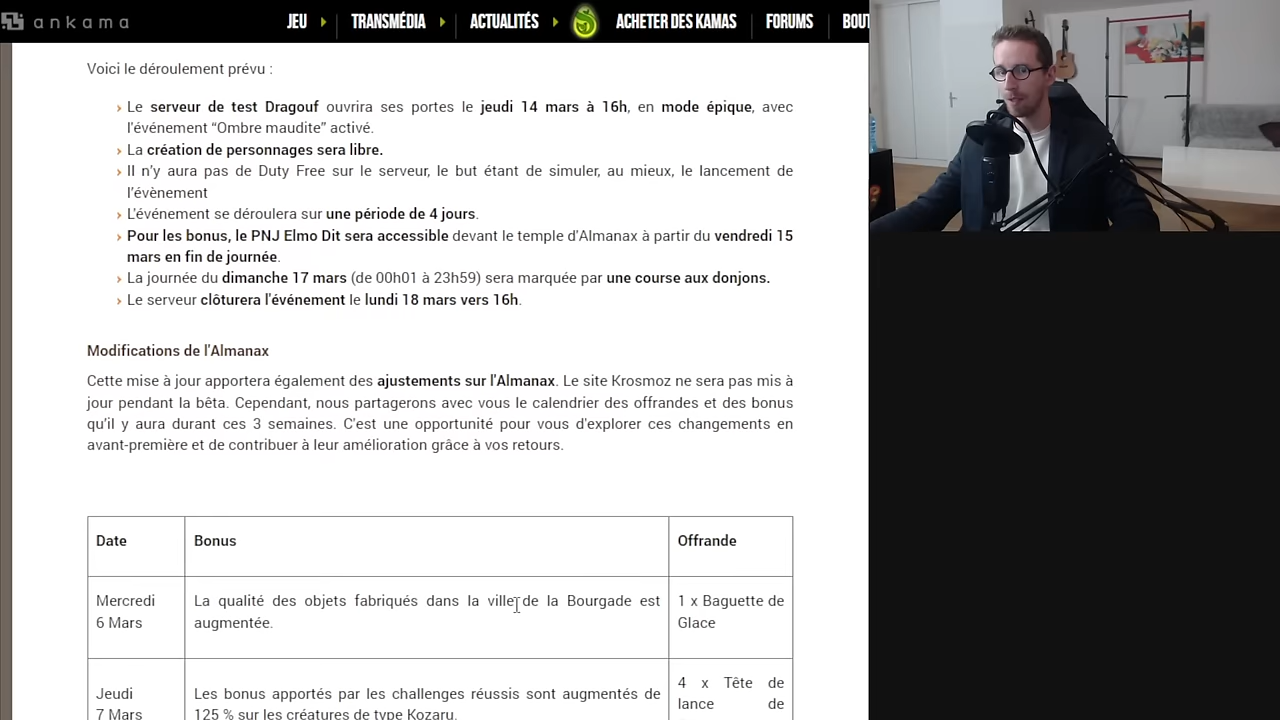 ankama
JEU
TRANSMÉDIA
ACTUALITÉS
ACHETER DES KAMAS
FORUMS
BOUT
Voici le déroulement prévu :
› Le serveur de test Dragouf ouvrira ses portes le jeudi 14 mars à 16h, en mode épique, avec
l'événement “Ombre maudite” activé.
› La création de personnages sera libre.
› Il n’y aura pas de Duty Free sur le serveur, le but étant de simuler, au mieux, le lancement de
l’évènement
› L'événement se déroulera sur une période de 4 jours.
› Pour les bonus, le PNJ Elmo Dit sera accessible devant le temple d'Almanax à partir du vendredi 15
mars en fin de journée.
› La journée du dimanche 17 mars (de 00h01 à 23h59) sera marquée par une course aux donjons.
› Le serveur clôturera l'événement le lundi 18 mars vers 16h.
Modifications de l'Almanax
Cette mise à jour apportera également des ajustements sur l'Almanax. Le site Krosmoz ne sera pas mis à
jour pendant la bêta. Cependant, nous partagerons avec vous le calendrier des offrandes et des bonus
qu’il y aura durant ces 3 semaines. C'est une opportunité pour vous d'explorer ces changements en
avant-première et de contribuer à leur amélioration grâce à vos retours.
Date
Bonus
Offrande
Mercredi
6 Mars
La qualité des objets fabriqués dans la ville de la Bourgade est
augmentée.
1 x Baguette de
Glace
Jeudi
7 Mars
Les bonus apportés par les challenges réussis sont augmentés de
125 % sur les créatures de type Kozaru.
4 x Tête de
lance de